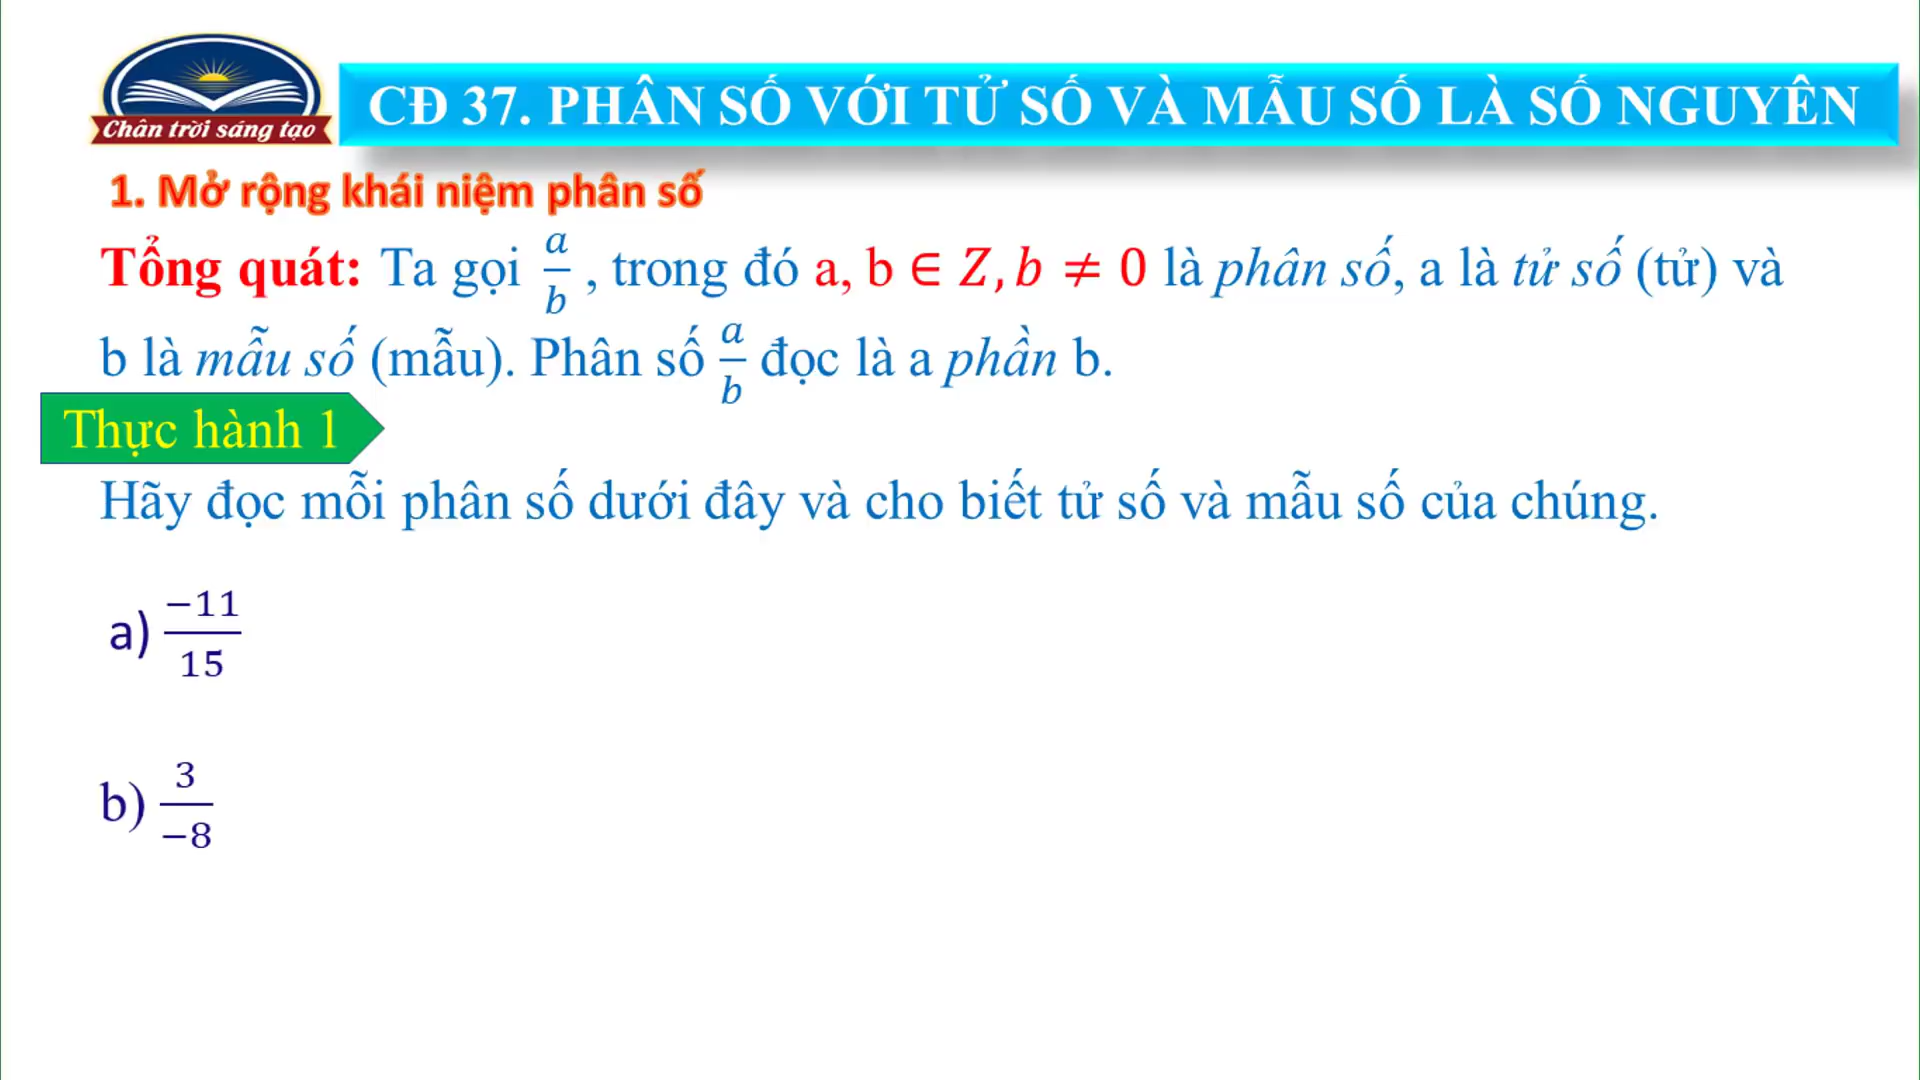 Chân trời sáng tạo
CĐ 37. PHÂN SỐ VỚI TỬ SỐ VÀ MẪU SỐ LÀ SỐ NGUYÊN
1. Mở rộng khái niệm phân số
Tổng quát: Ta gọi a/b , trong đó a, b ∈ Z, b ≠ 0 là phân số, a là tử số (tử) và
b là mẫu số (mẫu). Phân số a/b đọc là a phần b.
Thực hành 1
Hãy đọc mỗi phân số dưới đây và cho biết tử số và mẫu số của chúng.
a) −11/15
b) 3/−8